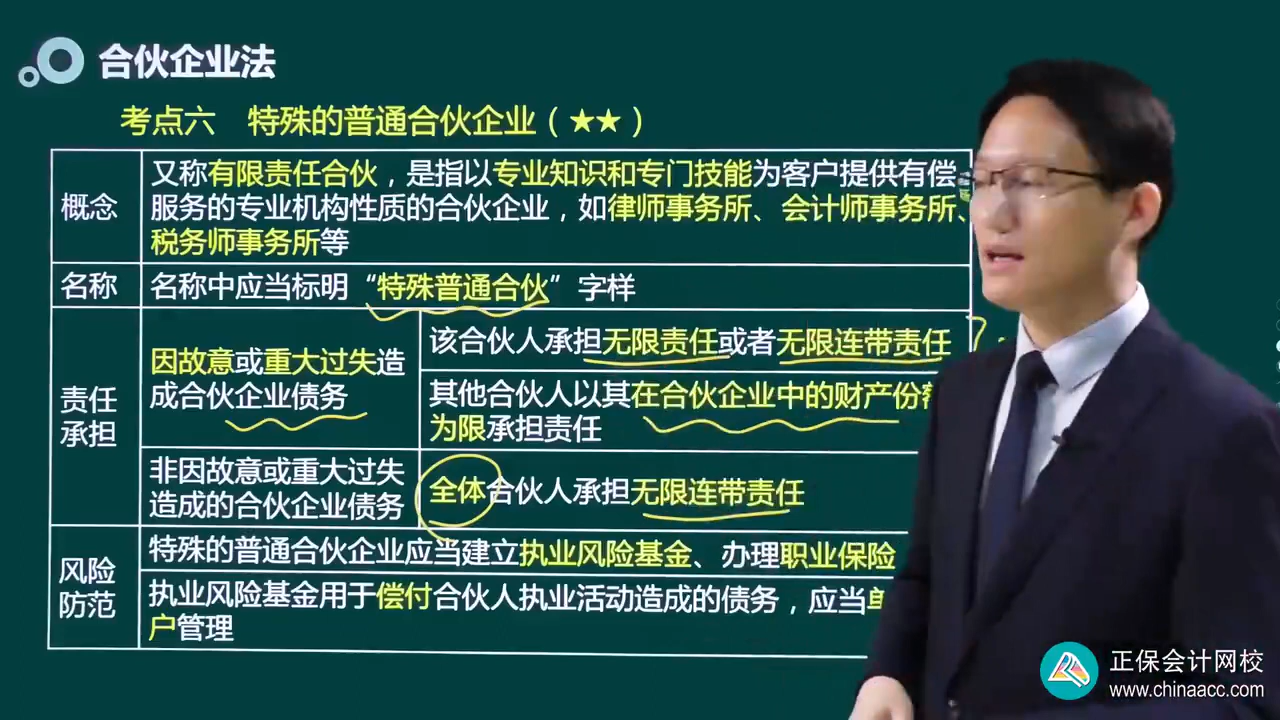 合伙企业法
考点六 特殊的普通合伙企业（★★）
概念
又称有限责任合伙，是指以专业知识和专门技能为客户提供有偿
服务的专业机构性质的合伙企业，如律师事务所、会计师事务所、
税务师事务所等
名称
名称中应当标明“特殊普通合伙”字样
责任
承担
因故意或重大过失造
成合伙企业债务
该合伙人承担无限责任或者无限连带责任
其他合伙人以其在合伙企业中的财产份
为限承担责任
非因故意或重大过失
造成的合伙企业债务
全体合伙人承担无限连带责任
风险
防范
特殊的普通合伙企业应当建立执业风险基金、办理职业保险
执业风险基金用于偿付合伙人执业活动造成的债务，应当
户管理
正保会计网校
www.chinaacc.com